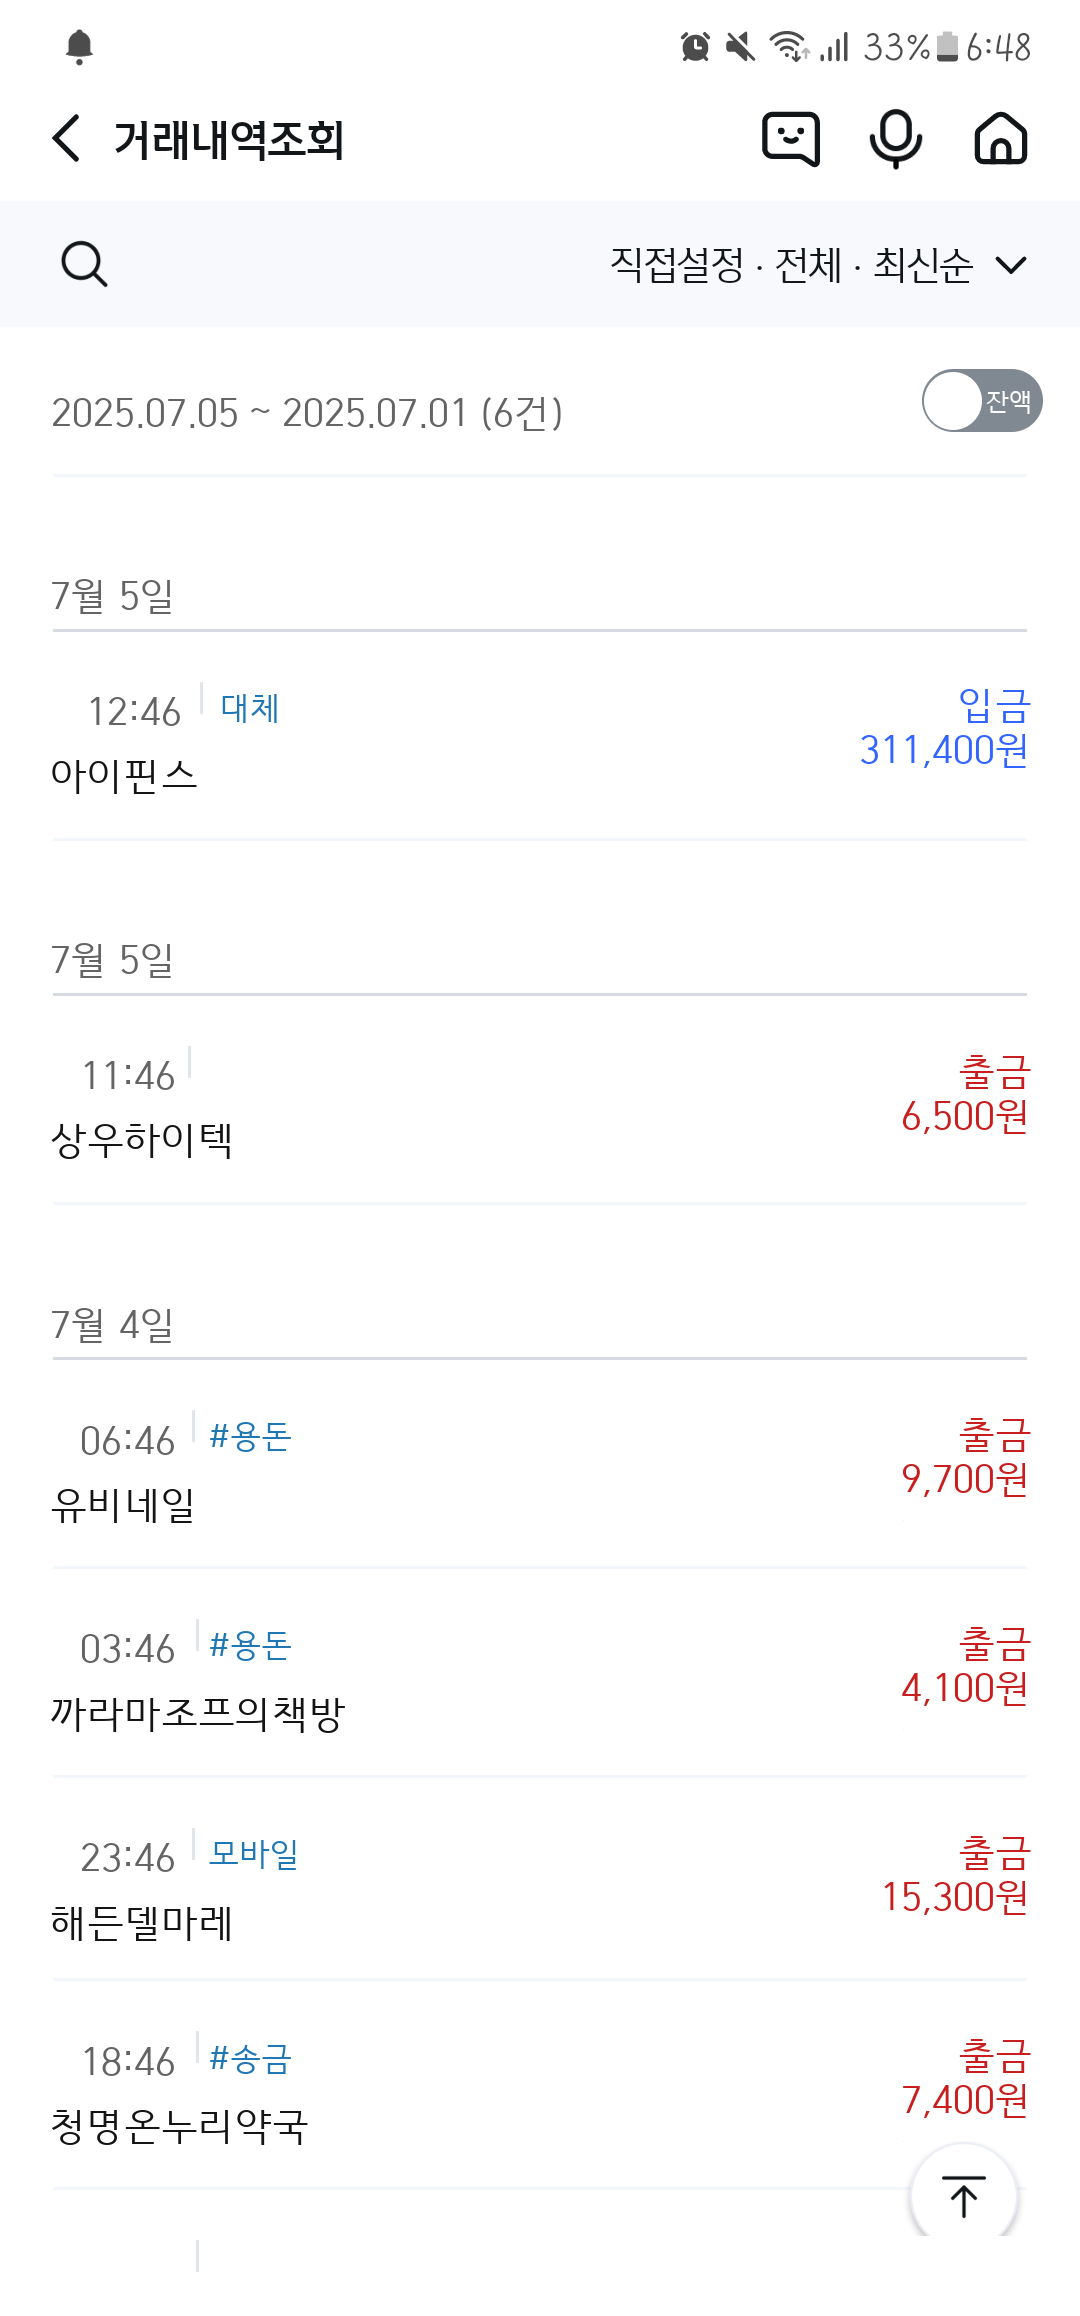 33% 6:48
거래내역조회
직접설정 · 전체 · 최신순
2025.07.05 ~ 2025.07.01 (6건)
잔액
7월 5일
12:46 대체
입금
311,400원
아이핀스
7월 5일
11:46
출금
6,500원
상우하이텍
7월 4일
06:46 #용돈
출금
9,700원
유비네일
03:46 #용돈
출금
4,100원
까라마조프의책방
23:46 모바일
출금
15,300원
해든델마레
18:46 #송금
출금
7,400원
청명온누리약국